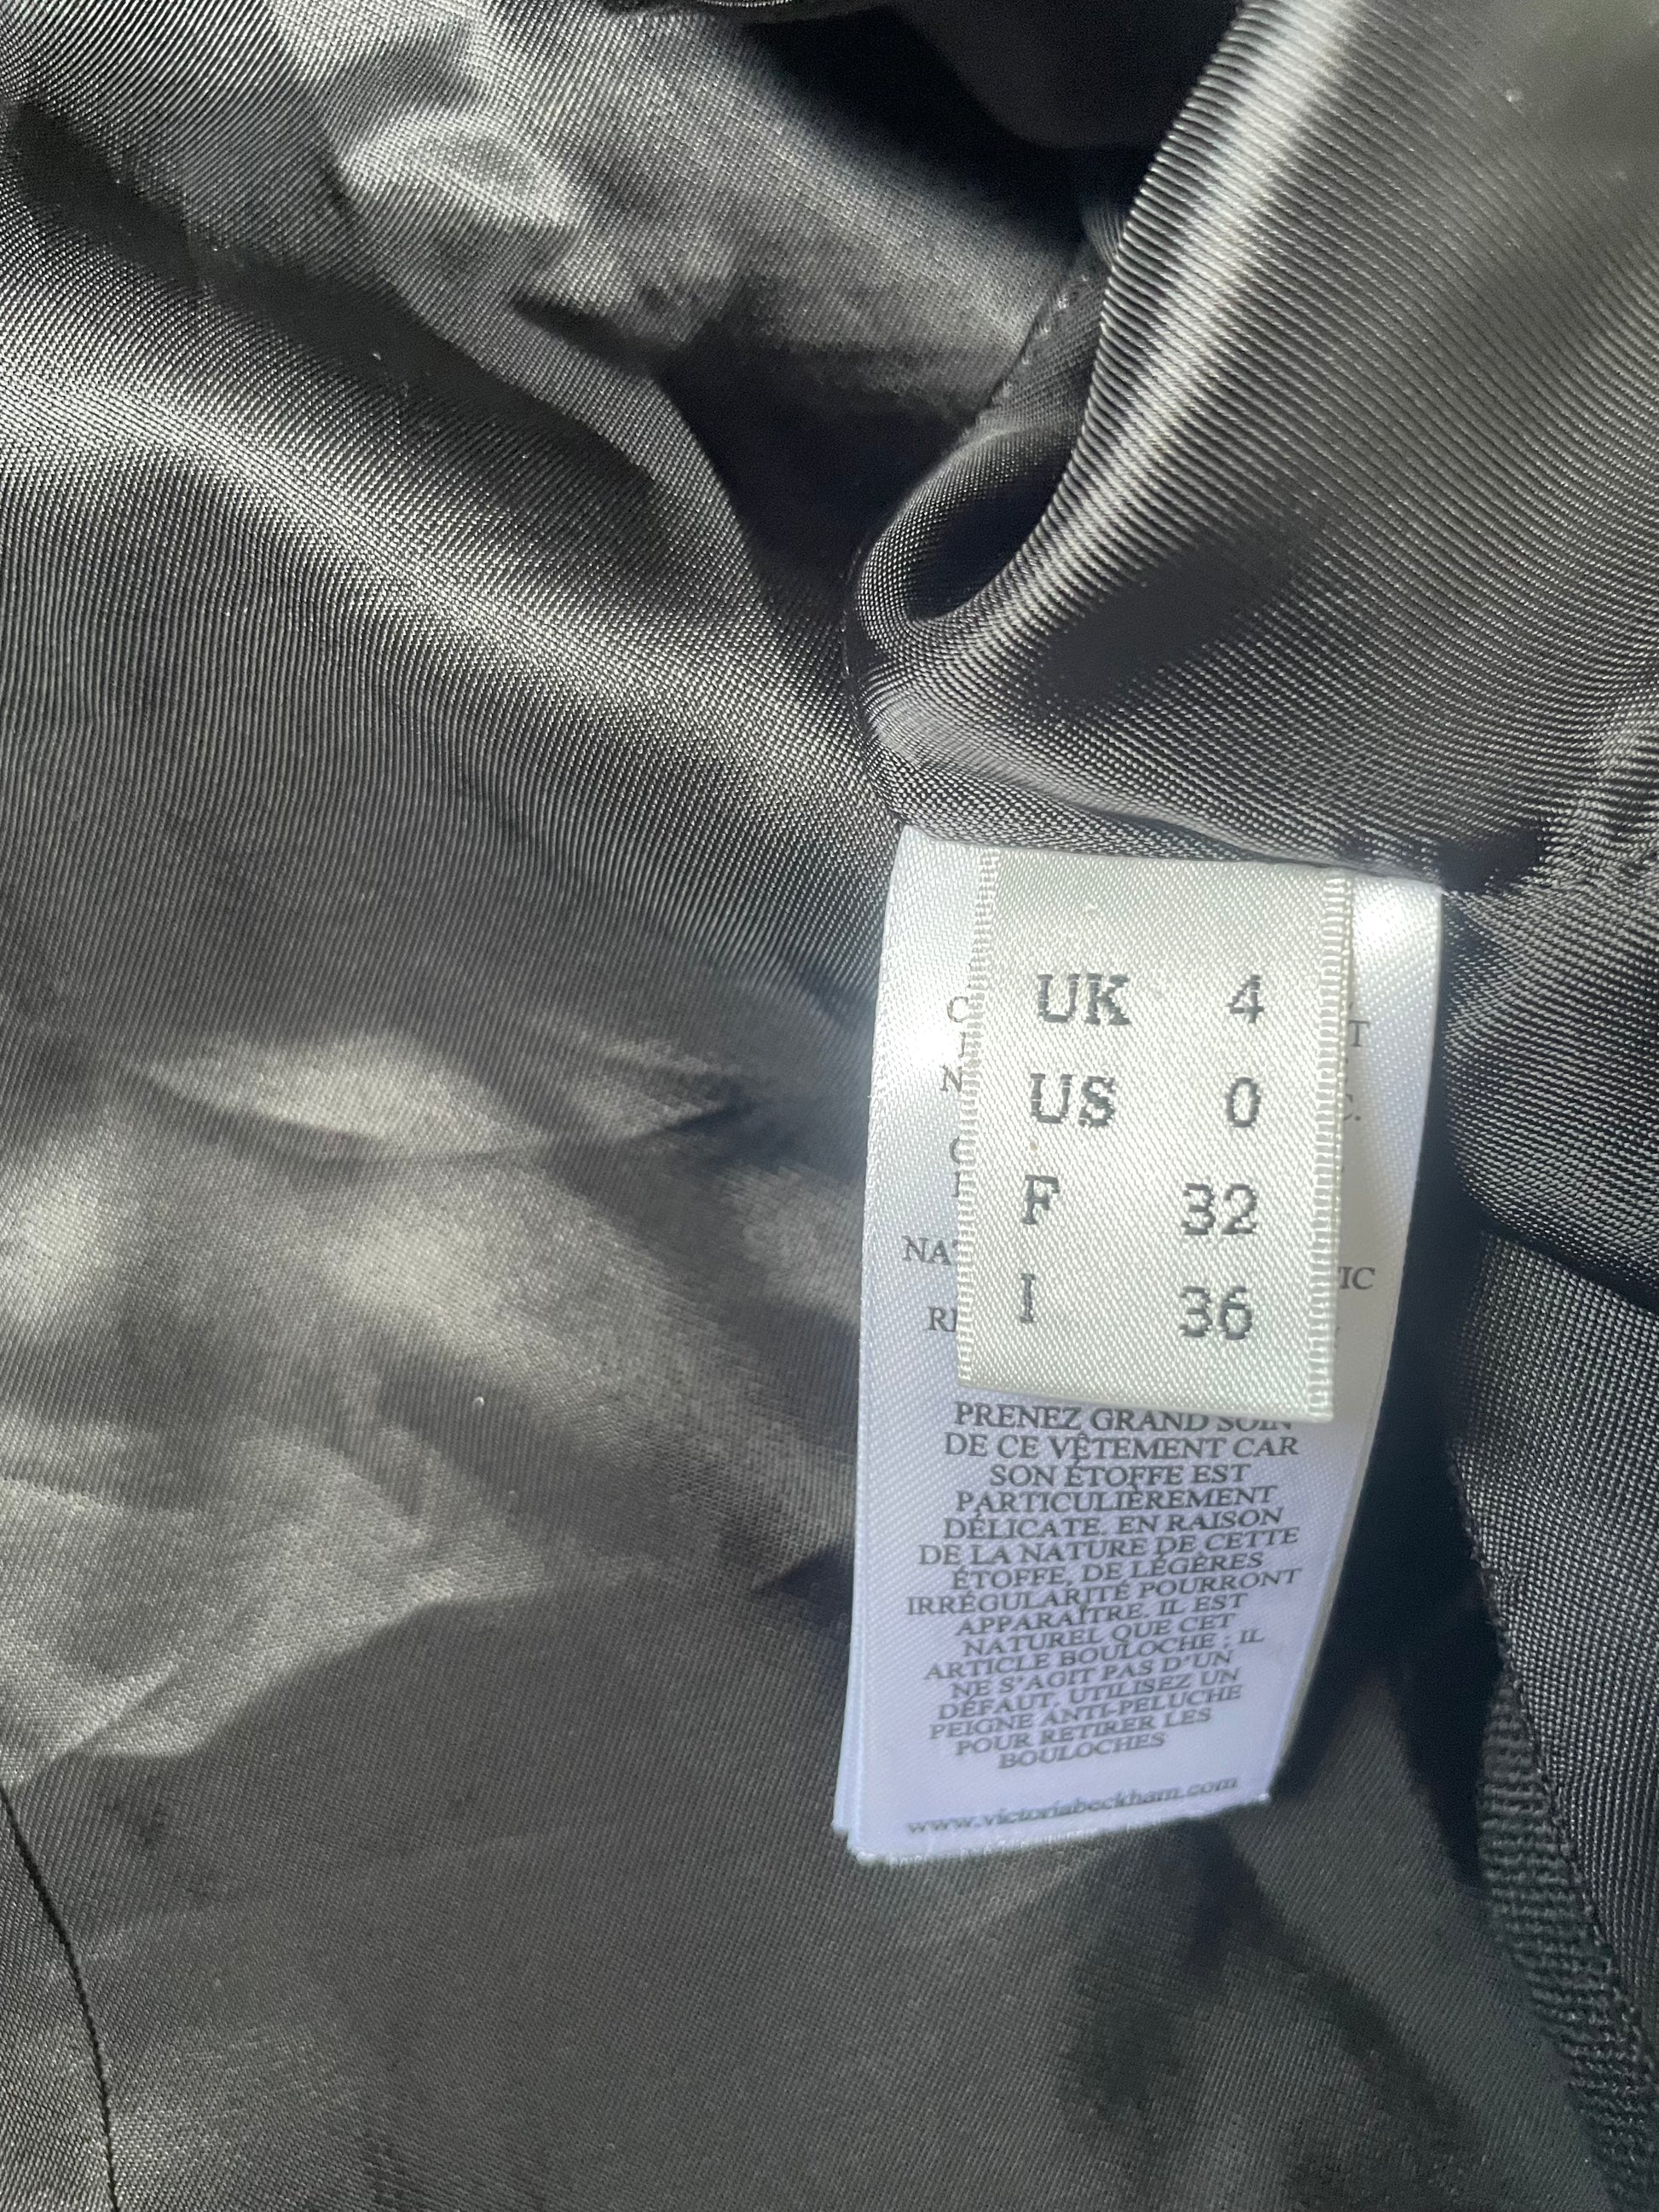 UK 4
US 0
F 32
I 36
PRENEZ GRAND SOIN
DE CE VÊTEMENT CAR
SON ÉTOFFE EST
PARTICULIÈREMENT
DÉLICATE. EN RAISON
DE LA NATURE DE CETTE
ÉTOFFE, DE LÉGÈRES
IRRÉGULARITÉ POURRONT
APPARAÎTRE. IL EST
NATUREL QUE CET
ARTICLE BOULOCHE ; IL
NE S'AGIT PAS D'UN
DÉFAUT. UTILISEZ UN
PEIGNE ANTI-PELUCHE
POUR RETIRER LES
BOULOCHES
www.victoriabeckham.com